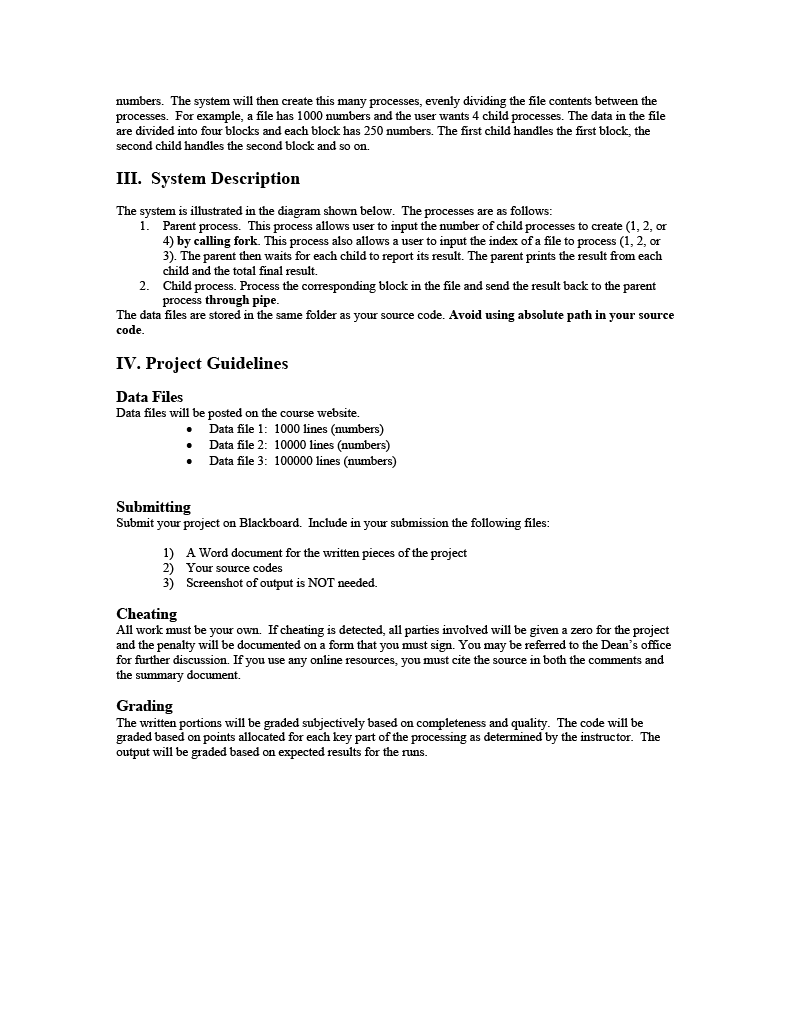 numbers.  The system will then create this many processes, evenly dividing the file contents between the
processes.  For example, a file has 1000 numbers and the user wants 4 child processes. The data in the file
are divided into four blocks and each block has 250 numbers. The first child handles the first block, the
second child handles the second block and so on.
III.  System Description
The system is illustrated in the diagram shown below.  The processes are as follows:
1.  Parent process.  This process allows user to input the number of child processes to create (1, 2, or
4) by calling fork. This process also allows a user to input the index of a file to process (1, 2, or
3). The parent then waits for each child to report its result. The parent prints the result from each
child and the total final result.
2.  Child process. Process the corresponding block in the file and send the result back to the parent
process through pipe.
The data files are stored in the same folder as your source code. Avoid using absolute path in your source
code.
IV. Project Guidelines
Data Files
Data files will be posted on the course website.
• Data file 1:  1000 lines (numbers)
• Data file 2:  10000 lines (numbers)
• Data file 3:  100000 lines (numbers)
Submitting
Submit your project on Blackboard.  Include in your submission the following files:
1)  A Word document for the written pieces of the project
2)  Your source codes
3)  Screenshot of output is NOT needed.
Cheating
All work must be your own.  If cheating is detected, all parties involved will be given a zero for the project
and the penalty will be documented on a form that you must sign. You may be referred to the Dean’s office
for further discussion. If you use any online resources, you must cite the source in both the comments and
the summary document.
Grading
The written portions will be graded subjectively based on completeness and quality.  The code will be
graded based on points allocated for each key part of the processing as determined by the instructor.  The
output will be graded based on expected results for the runs.